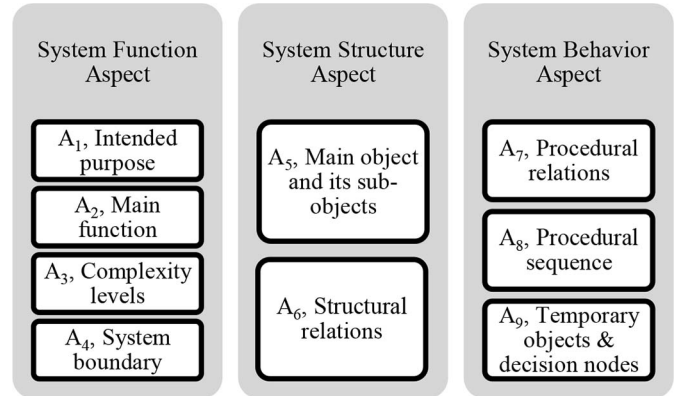 System Function
Aspect
A₁, Intended
purpose
A₂, Main
function
A₃, Complexity
levels
A₄, System
boundary
System Structure
Aspect
A₅, Main object
and its sub-
objects
A₆, Structural
relations
System Behavior
Aspect
A₇, Procedural
relations
A₈, Procedural
sequence
A₉, Temporary
objects &
decision nodes